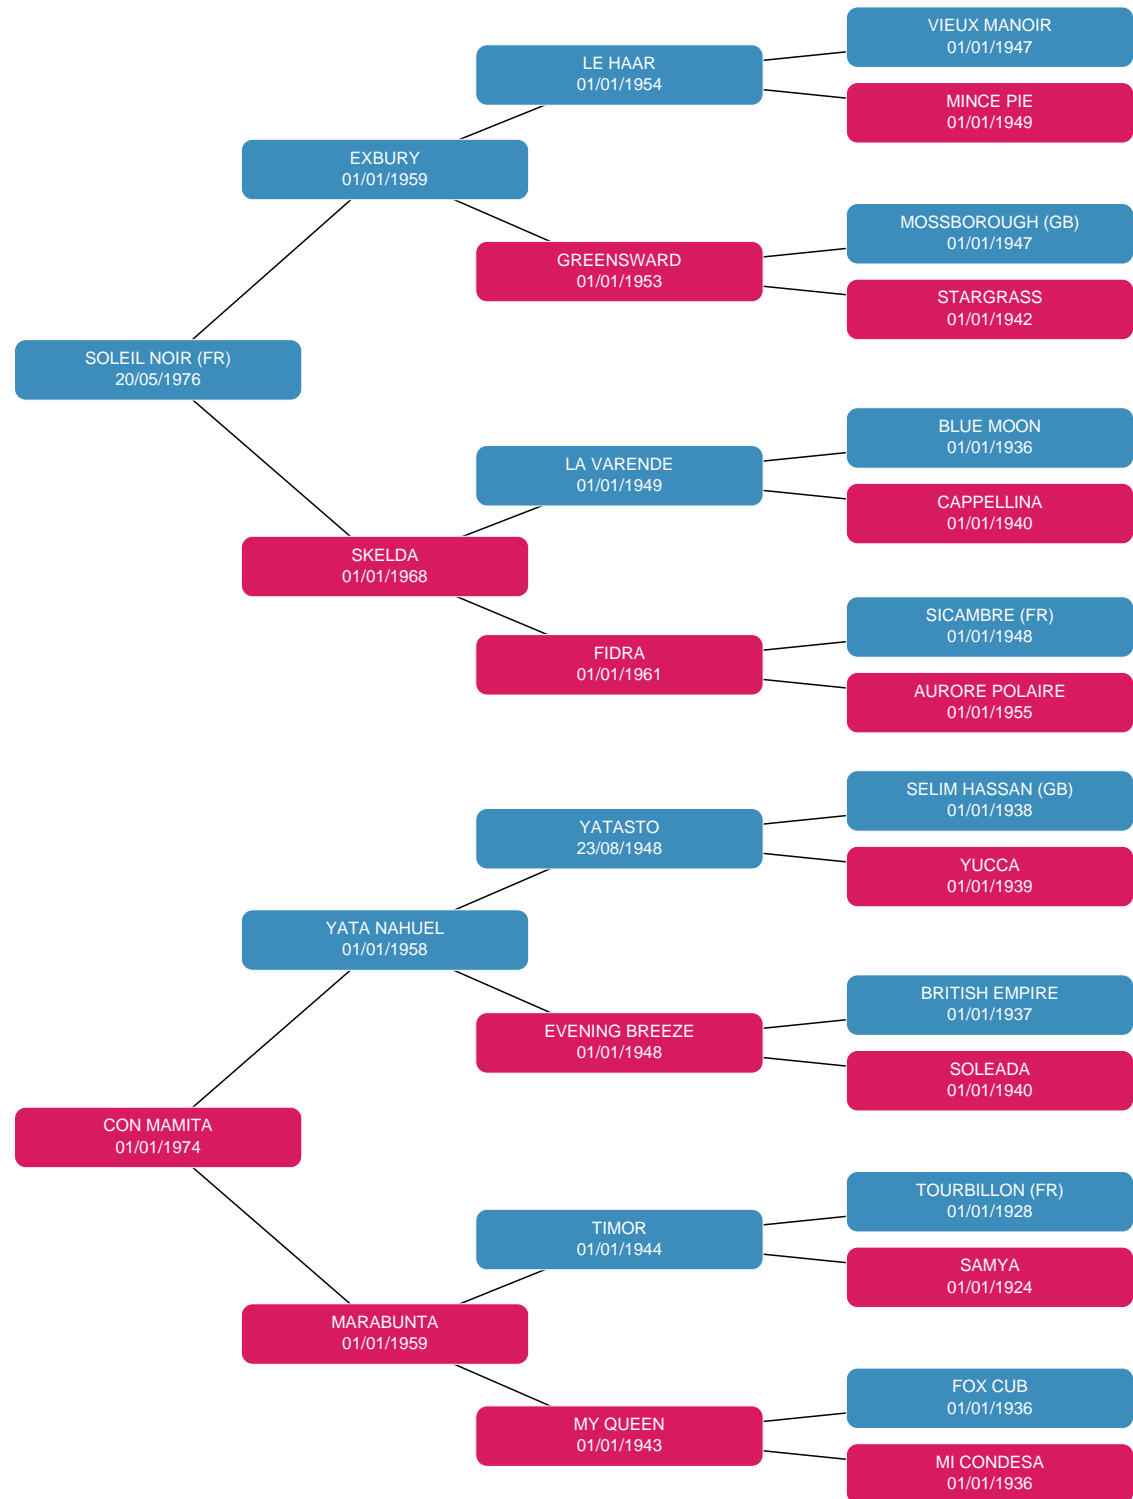 VIEUX MANOIR
01/01/1947
LE HAAR
01/01/1954
MINCE PIE
01/01/1949
EXBURY
01/01/1959
MOSSBOROUGH (GB)
01/01/1947
GREENSWARD
01/01/1953
STARGRASS
01/01/1942
SOLEIL NOIR (FR)
20/05/1976
BLUE MOON
01/01/1936
LA VARENDE
01/01/1949
CAPPELLINA
01/01/1940
SKELDA
01/01/1968
SICAMBRE (FR)
01/01/1948
FIDRA
01/01/1961
AURORE POLAIRE
01/01/1955
SELIM HASSAN (GB)
01/01/1938
YATASTO
23/08/1948
YUCCA
01/01/1939
YATA NAHUEL
01/01/1958
BRITISH EMPIRE
01/01/1937
EVENING BREEZE
01/01/1948
SOLEADA
01/01/1940
CON MAMITA
01/01/1974
TOURBILLON (FR)
01/01/1928
TIMOR
01/01/1944
SAMYA
01/01/1924
MARABUNTA
01/01/1959
FOX CUB
01/01/1936
MY QUEEN
01/01/1943
MI CONDESA
01/01/1936